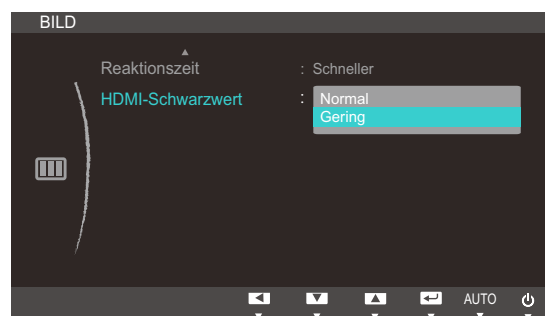 BILD
Reaktionszeit : Schneller
HDMI-Schwarzwert : Normal
Gering
AUTO